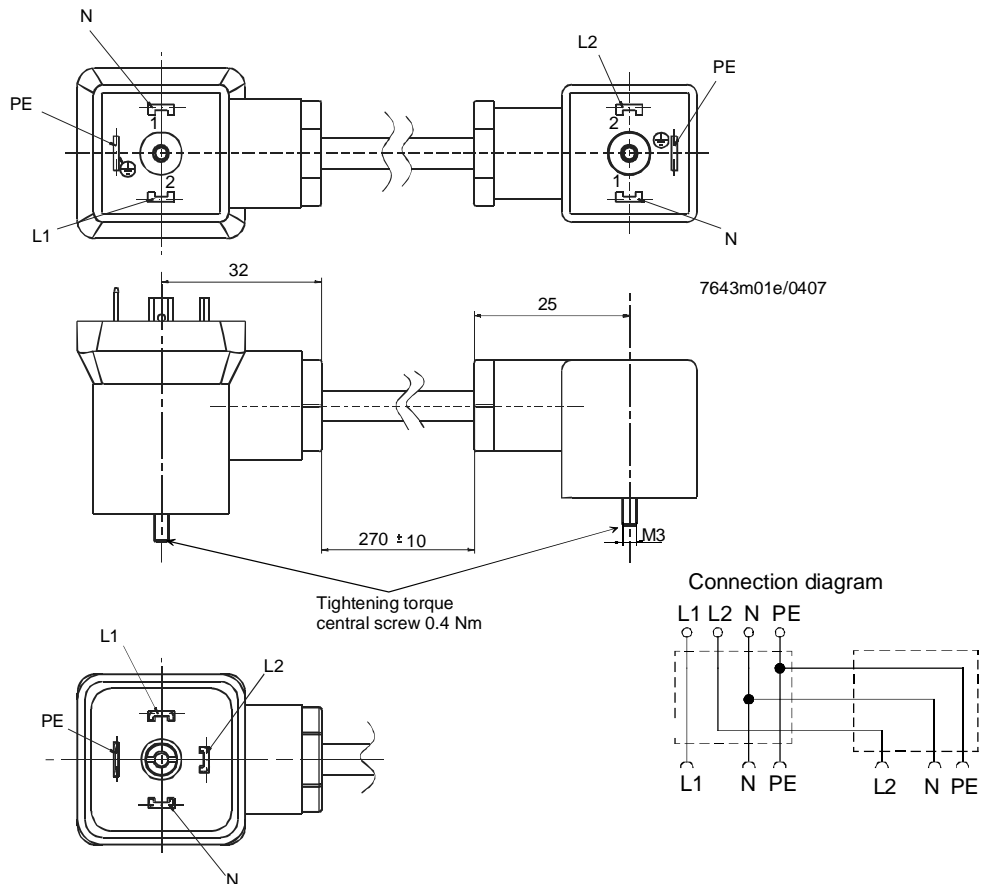 N
L2
PE
PE
1
2
2
1
L1
N
32
7643m01e/0407
25
270 ±10
M3
Tightening torque
central screw 0.4 Nm
Connection diagram
L1 L2 N PE
L1
L2
PE
L1 N PE
L2 N PE
N